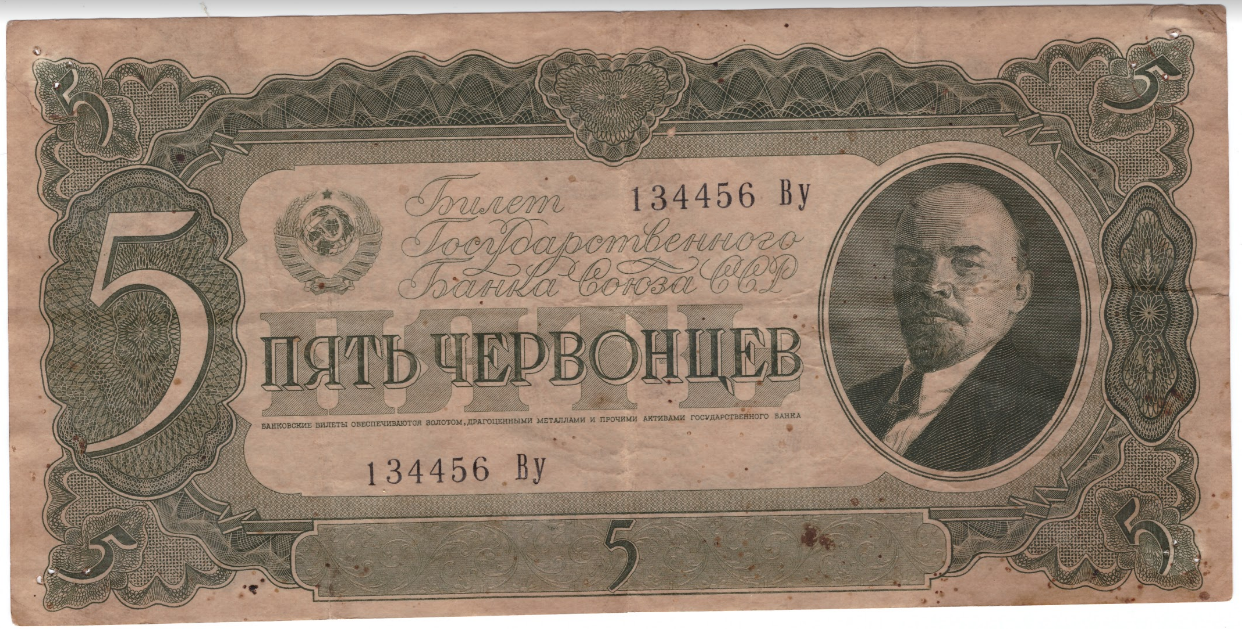 5 5
Билет 134456 Ву
Государственного
Банка Союза ССР
5
ПЯТЬ
ПЯТЬ ЧЕРВОНЦЕВ
БАНКОВСКИЕ БИЛЕТЫ ОБЕСПЕЧИВАЮТСЯ ЗОЛОТОМ, ДРАГОЦЕННЫМИ МЕТАЛЛАМИ И ПРОЧИМИ АКТИВАМИ ГОСУДАРСТВЕННОГО БАНКА
134456 Ву
5 5 5